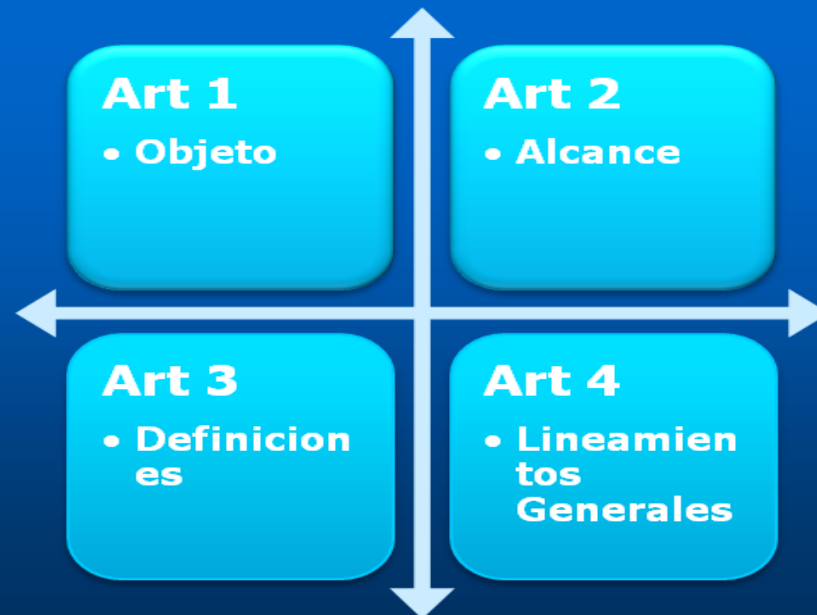 Art 1
• Objeto
Art 2
• Alcance
Art 3
• Definicion
es
Art 4
• Lineamien
tos
Generales